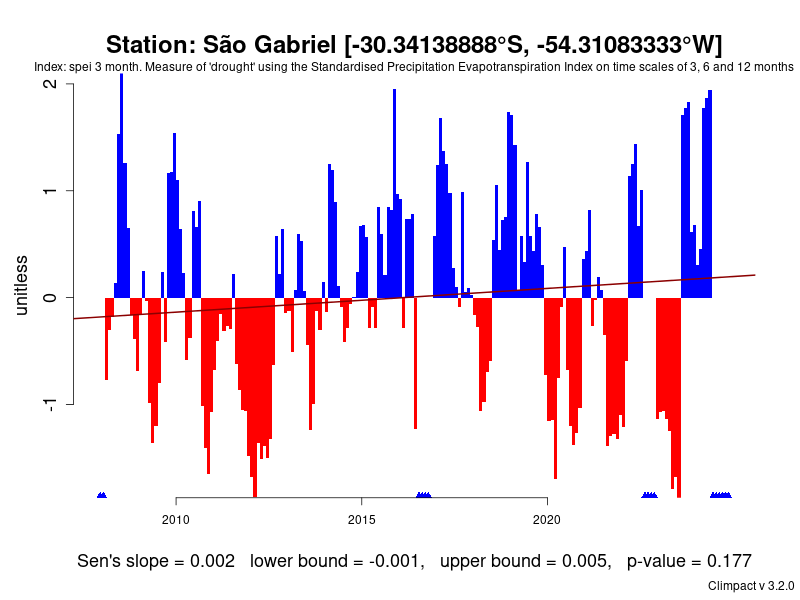 Station: São Gabriel [-30.34138888°S, -54.31083333°W]
Index: spei 3 month. Measure of 'drought' using the Standardised Precipitation Evapotranspiration Index on time scales of 3, 6 and 12 months
2
1
0
-1
unitless
2010 2015 2020
Sen's slope = 0.002 lower bound = -0.001, upper bound = 0.005, p-value = 0.177
Climpact v 3.2.0